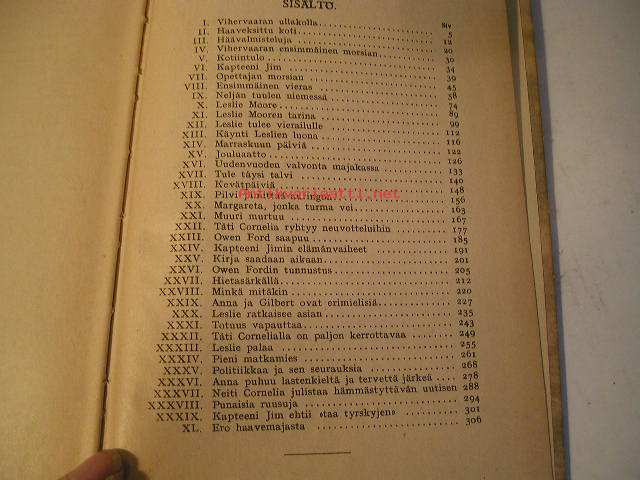 SISÄLTÖ.
Siv
I. Vihervaaran ullakolla 5
II. Haaveksittu koti 12
III. Häävalmisteluja 20
IV. Vihervaaran ensimmäinen morsian 30
V. Kotiintulo 34
VI. Kapteeni Jim 39
VII. Opettajan morsian 45
VIII. Ensimmäinen vieras 58
IX. Neljän tuulen niemessä 74
X. Leslie Moore 89
XI. Leslie Mooren tarina 99
XII. Leslie tulee vierailulle 112
XIII. Käynti Leslien luona 116
XIV. Marraskuun päiviä 122
XV. Jouluaatto 126
XVI. Uudenvuoden valvonta majakassa 133
XVII. Tule täysi talvi 140
XVIII. Kevätpäiviä 148
XIX. 156
XX. Margareta, jonka turma voi 163
XXI. Muuri murtuu 167
XXII. Täti Cornelia ryhtyy neuvotteluihin 177
XXIII. Owen Ford saapuu 185
XXIV. Kapteeni Jimin elämänvaiheet 191
XXV. Kirja saadaan aikaan 201
XXVI. Owen Fordin tunnustus 205
XXVII. Hietasärkällä 212
XXVIII. Minkä mitäkin 220
XXIX. Anna ja Gilbert ovat erimielisiä 227
XXX. Leslie ratkaisee asian 235
XXXI. Totuus vapauttaa 243
XXXII. Täti Cornelialla on paljon kerrottavaa 249
XXXIII. Leslie palaa 255
XXXIV. Pieni matkamies 261
XXXV. Politiikkaa ja sen seurauksia 268
XXXVI. Anna puhuu lastenkieltä ja tervettä järkeä 278
XXXVII. Neiti Cornelia julistaa hämmästyttävän uutisen 288
XXXVIII. Punaisia ruusuja 294
XXXIX. Kapteeni Jim ehtii «taa tyrskyjen» 301
XL. Ero haavemajasta 306